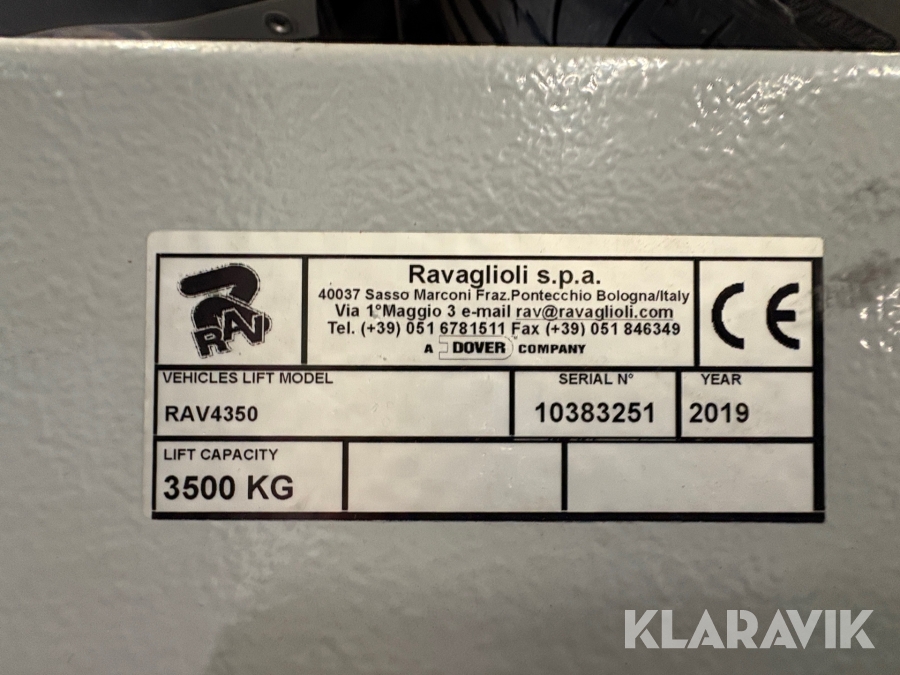 RAV
Ravaglioli s.p.a.
40037 Sasso Marconi Fraz.Pontecchio Bologna/Italy
Via 1°Maggio 3 e-mail rav@ravaglioli.com
Tel. (+39) 051 6781511 Fax (+39) 051 846349
A DOVER COMPANY
CE
VEHICLES LIFT MODEL
RAV4350
SERIAL N°
10383251
YEAR
2019
LIFT CAPACITY
3500 KG
KLARAVIK